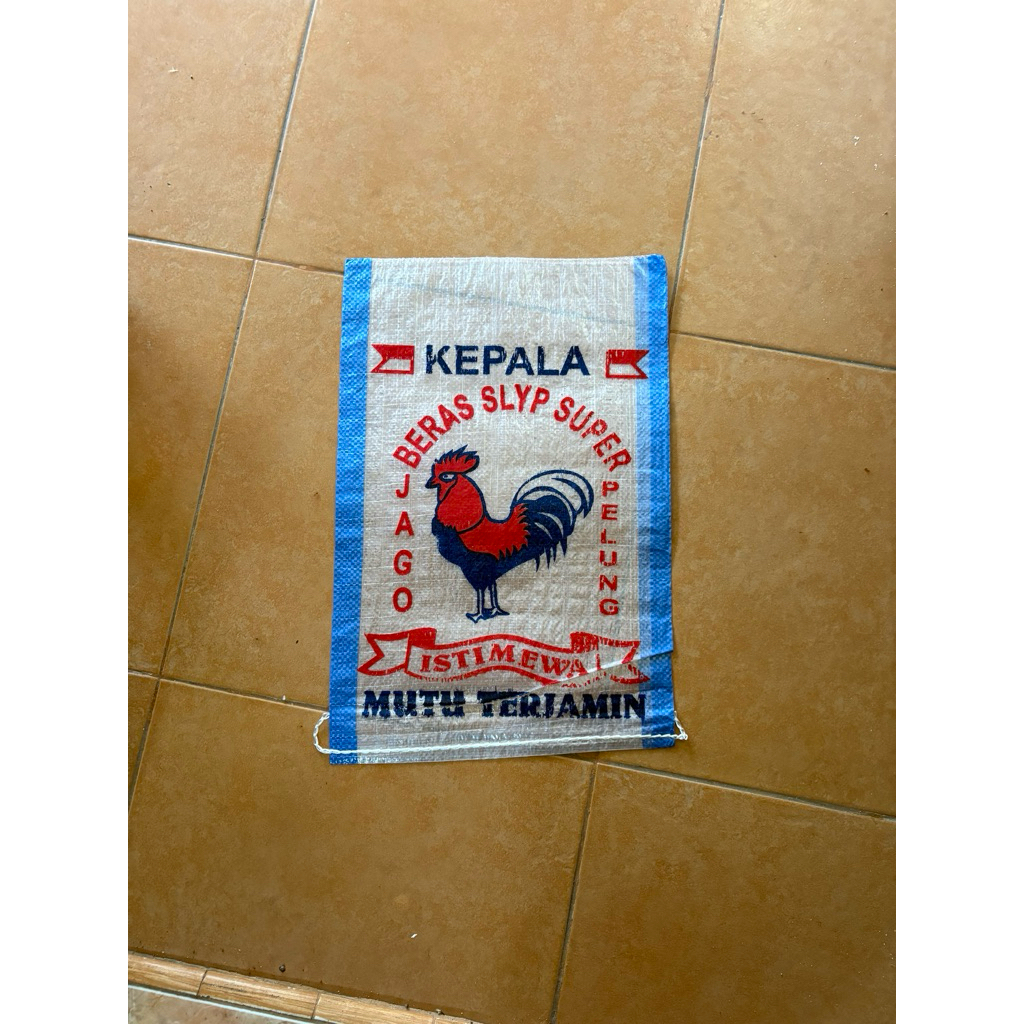 KEPALA
BERAS SLYP SUPER
JAGO
PELUNG
ISTIMEWA
MUTU TERJAMIN